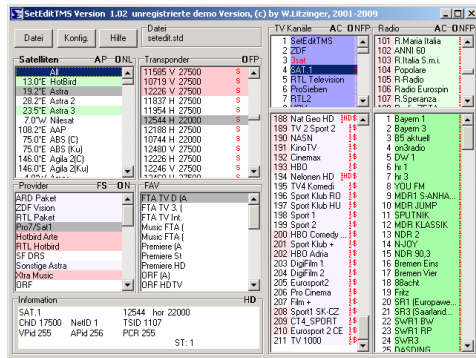 SetEditTMS Version 1.02 unregistrierte demo Version, (c) by W.Litzinger, 2001-2009
Datei
Konfig.
Hilfe
Datei
setedit.std
Satelliten AP ONL
All
13.0°E HotBird
19.2°E Astra
28.2°E Astra 2
23.5°E Astra 3
7.0°W Nilesat
108.2°E AAP
75.0°E ABS (C)
75.0°E ABS (Ku)
146.0°E Agila 2(C)
146.0°E Agila 2(Ku)
Transponder OFP
11585 V 27500 S
10719 V 27500 S
12226 V 27500 S
11837 H 27500 S
11954 H 27500 S
12544 H 22000
12188 H 27500 S
10744 H 22000 S
12480 V 27500 S
11226 H 27500 S
12246 V 27500 S
Provider FS ON
ARD Paket
ZDF Vision
RTL Paket
Pro7/Sat1
Hotbird Arte
RTL Hotbird
SF DRS
Sonstige Astra
Xtra Music
ORF
FAV
FTA TV D (A
FTA TV 3. (
FTA TV Int.
Music FTA (
Music FTA (
Premiere (A
Premiere St
Premiere HD
ORF (A)
ORF HDTV
Information HD
SAT.1 12544 hor 22000
ChID 17500 NetID 1 TSID 1107
VPid 255 APid 256 PCR 255
ST: 1
TV Kanäle AC ONFP
1 SetEditTMS
2 ZDF
3 3sat
4 SAT.1
5 RTL Television
6 ProSieben
7 RTL2
188 Nat Geo HD HD$
189 TV 2 Sport 2 $
190 NASN $
191 KinoTV $
192 Cinemax $
193 HBO $
194 Nelonen HD HD$
195 TV4 Komedi $
196 Sport Klub RO $
197 Sport Klub HU $
198 Sport 1 $
199 Sport 2 $
200 HBO Comedy ... $
201 Sport Klub + $
202 HBO Adria $
203 DigiFilm 1 $
204 DigiFilm 2 $
205 Eurosport2 $
206 Pro Cinema $
207 Film + $
208 Sport1 SK-CZ $
209 CT4_SPORT $
210 Eurosport 2 CE $
211 TV 1000 $
Radio AC ONFP
101 R.Maria Italia
102 ANNI 60
103 R.Italia S.m.i.
104 Popolare
105 R-Radio
106 Radio Eurospin
107 R.Speranza
1 Bayern 1
2 Bayern 3
3 B5 aktuell
4 on3radio
5 DW 1
6 hr 1
7 hr 3
8 YOU FM
9 MDR1 S-ANHA...
10 MDR JUMP
11 SPUTNIK
12 MDR KLASSIK
13 NDR 2
14 N-JOY
15 NDR 90,3
16 Bremen Eins
17 Bremen Vier
18 88acht
19 Fritz
20 SR1 (Europawe...
21 SR3 (Saarland...
22 SWR1 BW
23 SWR1 RP
24 SWR3
25 DASDING